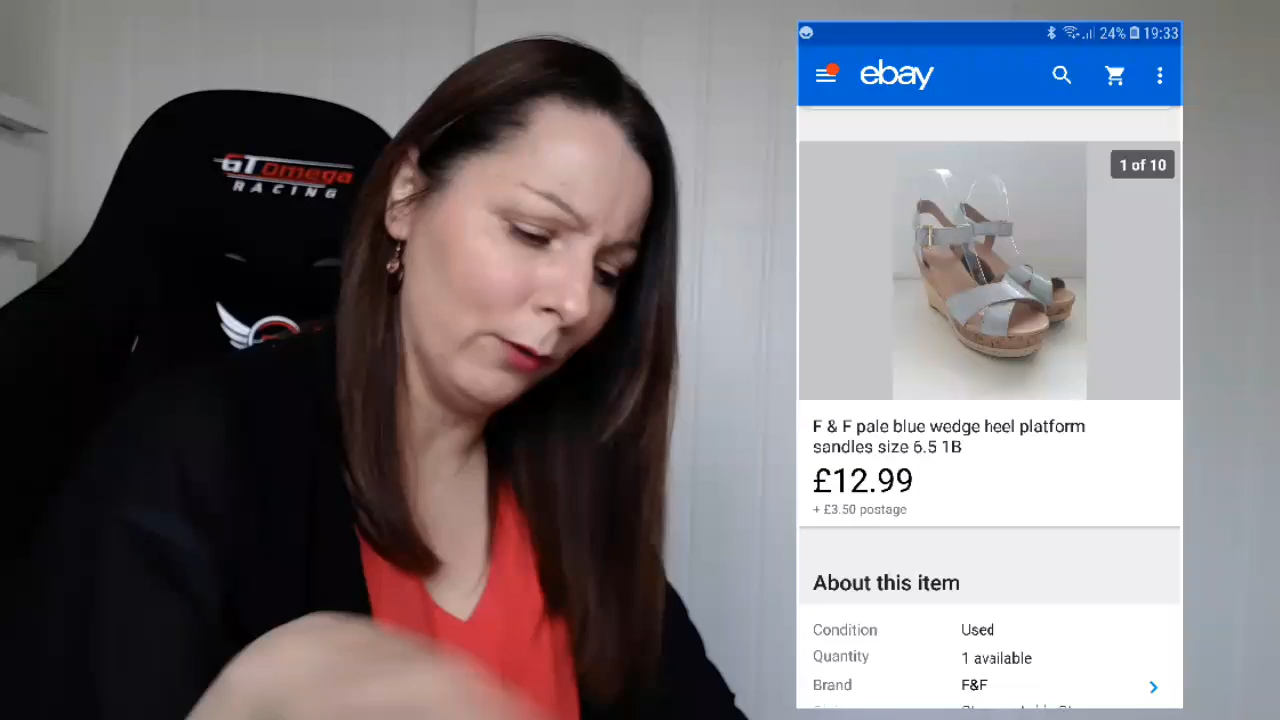 GT omega
RACING
24% 19:33
ebay
1 of 10
F & F pale blue wedge heel platform
sandles size 6.5 1B
£12.99
+ £3.50 postage
About this item
Condition Used
Quantity 1 available
Brand F&F